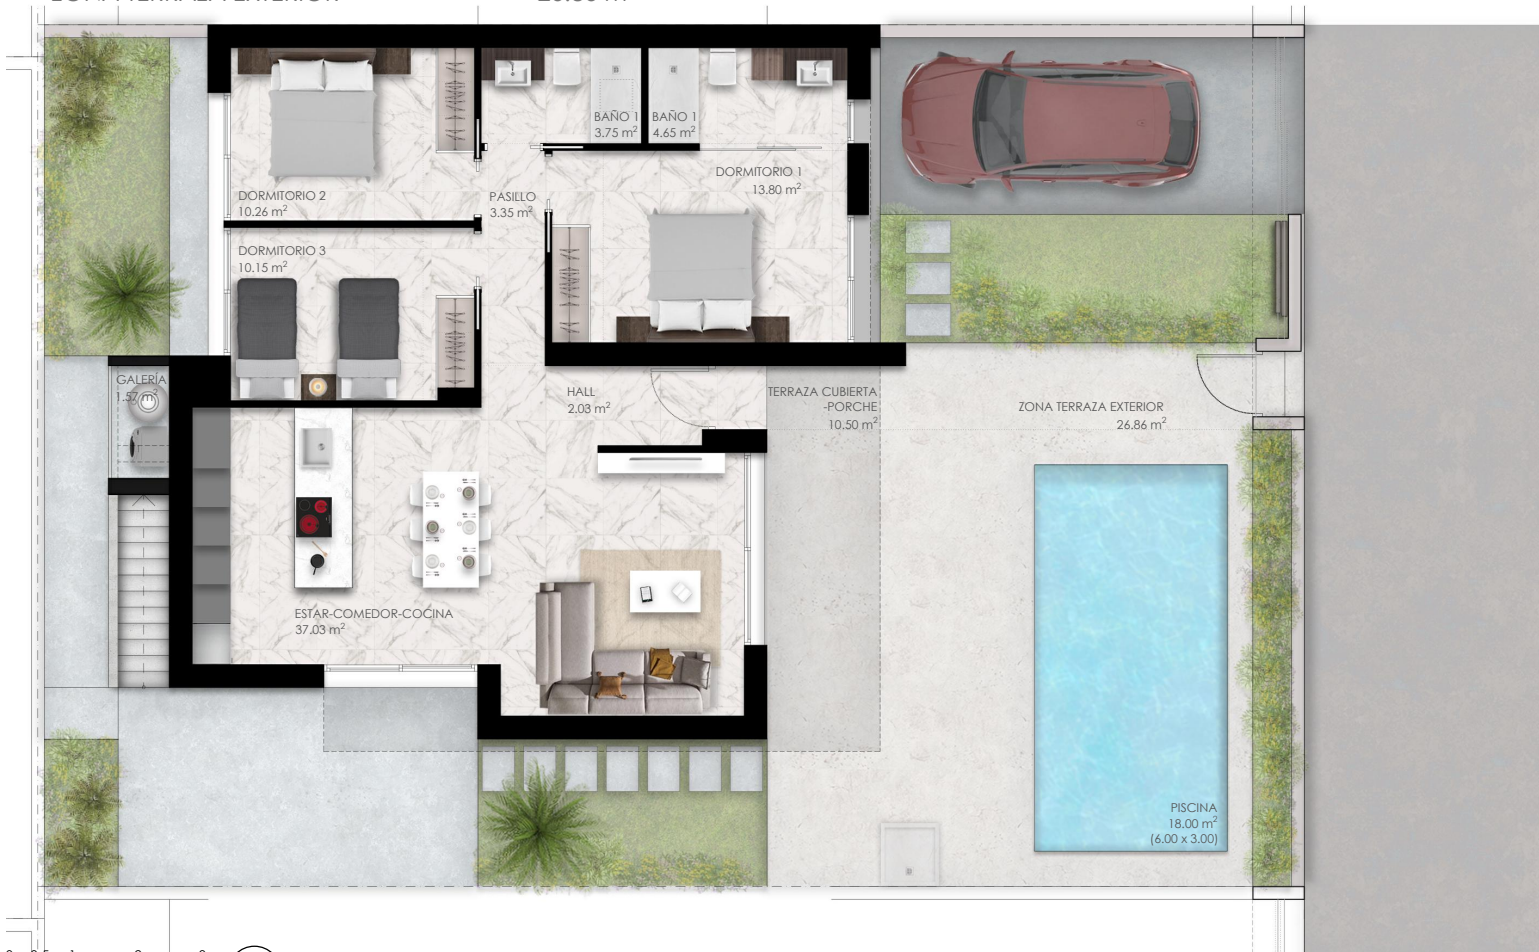 BAÑO 1
3.75 m²
BAÑO 1
4.65 m²
DORMITORIO 1
13.80 m²
DORMITORIO 2
10.26 m²
PASILLO
3.35 m²
DORMITORIO 3
10.15 m²
GALERÍA
1.57 m²
HALL
2.03 m²
TERRAZA CUBIERTA
-PORCHE
10.50 m²
ZONA TERRAZA EXTERIOR
26.86 m²
ESTAR-COMEDOR-COCINA
37.03 m²
PISCINA
18.00 m²
(6.00 x 3.00)